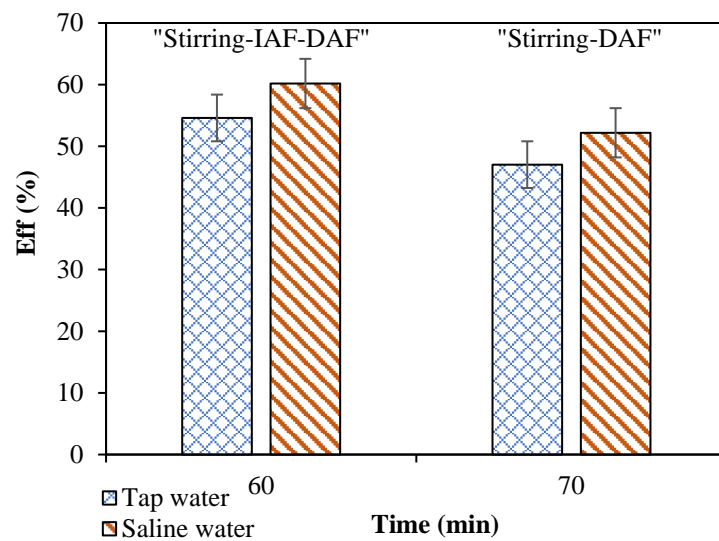 "Stirring-IAF-DAF" "Stirring-DAF"
70
60
50
40
30
20
10
0
Eff (%)
60 70
Tap water
Saline water
Time (min)